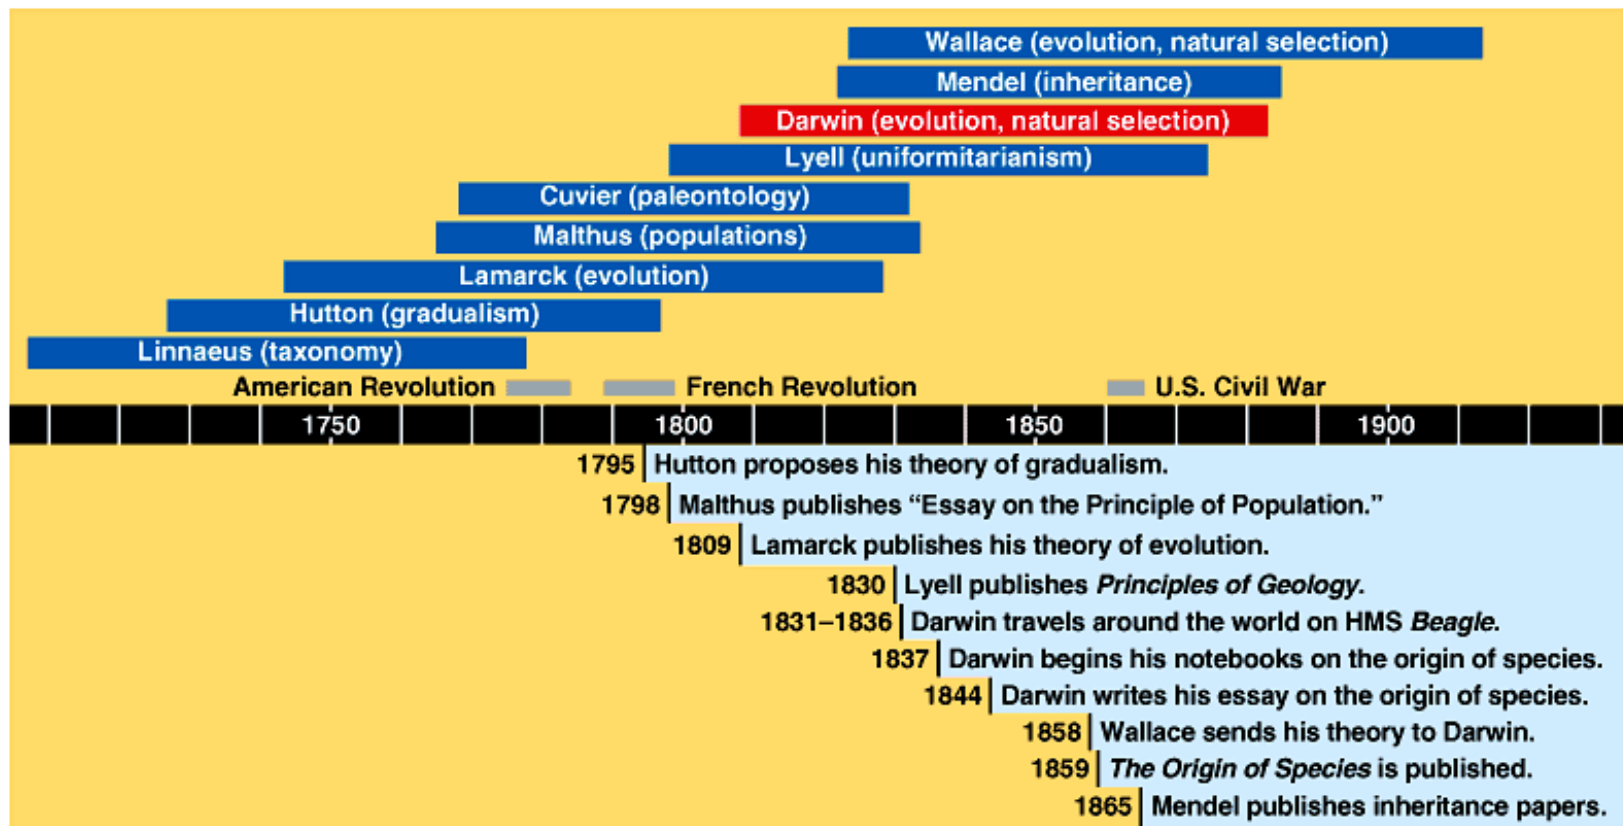 Wallace (evolution, natural selection)
Mendel (inheritance)
Darwin (evolution, natural selection)
Lyell (uniformitarianism)
Cuvier (paleontology)
Malthus (populations)
Lamarck (evolution)
Hutton (gradualism)
Linnaeus (taxonomy)
American Revolution French Revolution U.S. Civil War
1750 1800 1850 1900
1795 Hutton proposes his theory of gradualism.
1798 Malthus publishes “Essay on the Principle of Population.”
1809 Lamarck publishes his theory of evolution.
1830 Lyell publishes Principles of Geology.
1831–1836 Darwin travels around the world on HMS Beagle.
1837 Darwin begins his notebooks on the origin of species.
1844 Darwin writes his essay on the origin of species.
1858 Wallace sends his theory to Darwin.
1859 The Origin of Species is published.
1865 Mendel publishes inheritance papers.